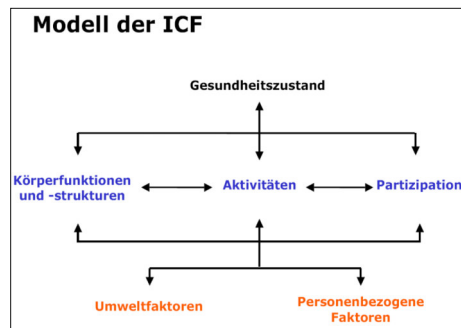 Modell der ICF
Gesundheitszustand
Körperfunktionen
und -strukturen
Aktivitäten
Partizipation
Umweltfaktoren
Personenbezogene
Faktoren